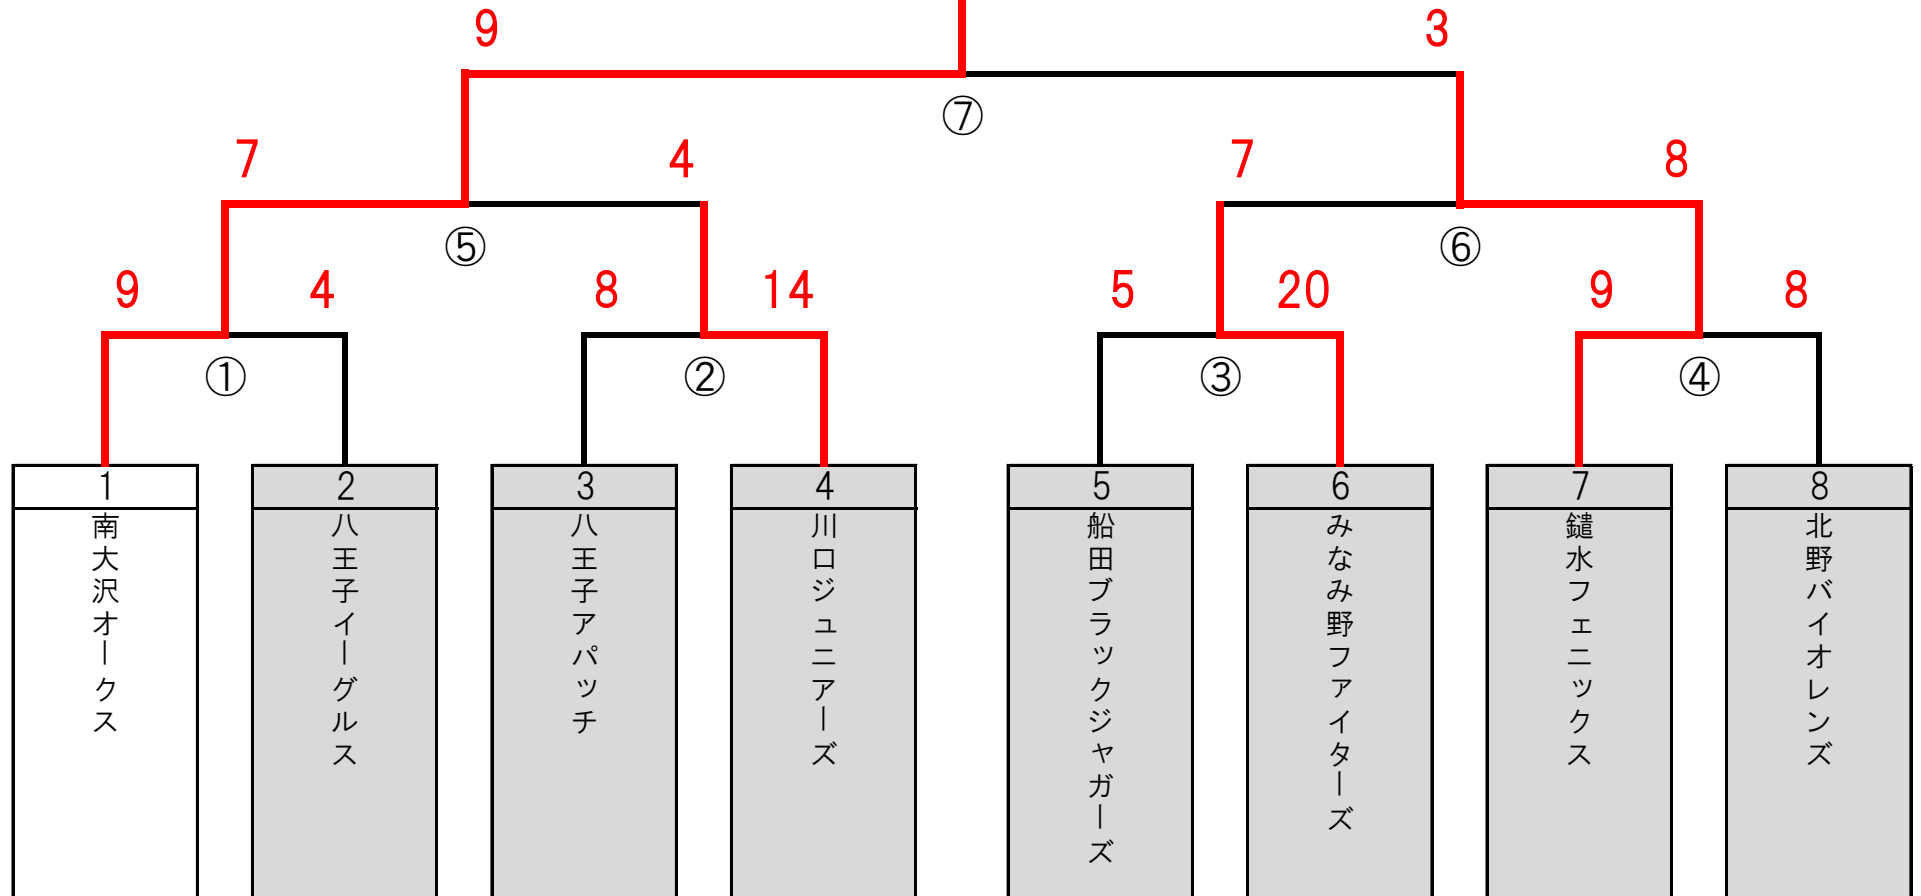 9 3
⑦
7 4 7 8
⑤ ⑥
9 4 8 14 5 20 9 8
① ② ③ ④
1 2 3 4 5 6 7 8
南大沢オークス
八王子イーグルス
八王子アパッチ
川口ジュニアーズ
船田ブラックジャガーズ
みなみ野ファイターズ
鑓水フェニックス
北野バイオレンズ